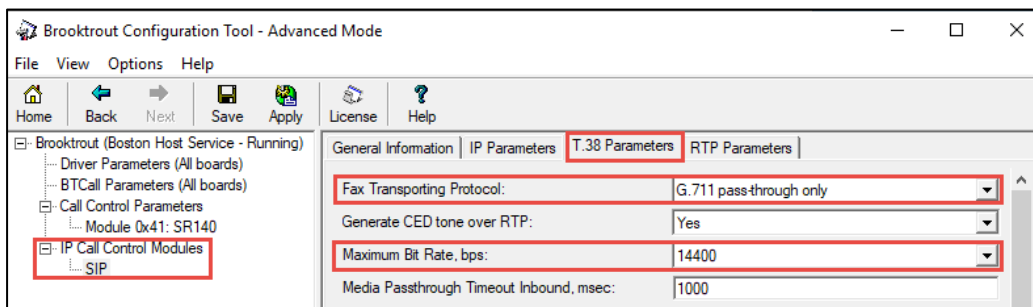 Brooktrout Configuration Tool - Advanced Mode
File View Options Help
Home Back Next Save Apply License Help
Brooktrout (Boston Host Service - Running)
Driver Parameters (All boards)
BTCall Parameters (All boards)
Call Control Parameters
Module 0x41: SR140
IP Call Control Modules
SIP
General Information IP Parameters T.38 Parameters RTP Parameters
Fax Transporting Protocol: G.711 pass-through only
Generate CED tone over RTP: Yes
Maximum Bit Rate, bps: 14400
Media Passthrough Timeout Inbound, msec: 1000